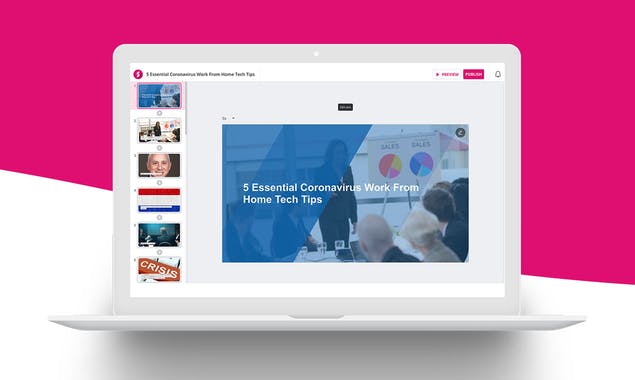 5 Essential Coronavirus Work From Home Tech Tips
PREVIEW
PUBLISH
SALES
SALES
5 Essential Coronavirus Work From
Home Tech Tips
CRISIS